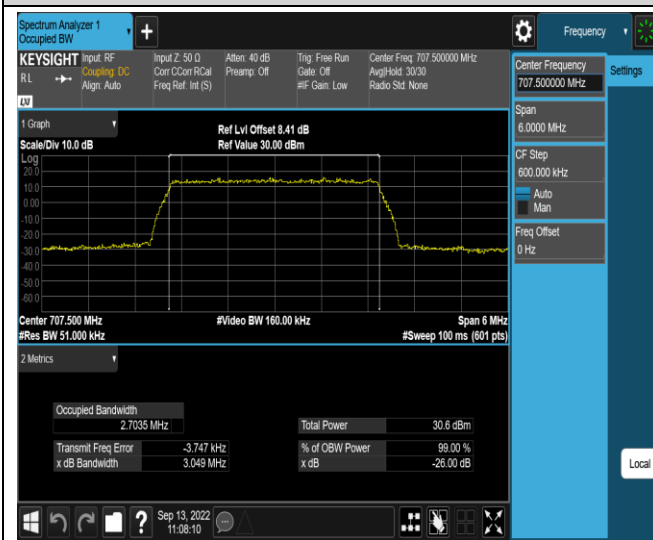 Spectrum Analyzer 1
Occupied BW
+
Frequency
KEYSIGHT
RL
LXI
Input: RF
Coupling: DC
Align: Auto
Input Z: 50 Ω
Corr CCorr RCal
Freq Ref: Int (S)
Atten: 40 dB
Preamp: Off
Trig: Free Run
Gate: Off
#IF Gain: Low
Center Freq: 707.500000 MHz
Avg|Hold: 30/30
Radio Std: None
Center Frequency
707.500000 MHz
Settings
Span
6.0000 MHz
CF Step
600.000 kHz
Auto
Man
Freq Offset
0 Hz
1 Graph
Scale/Div 10.0 dB
Ref Lvl Offset 8.41 dB
Ref Value 30.00 dBm
Log
20.0
10.0
0.00
-10.0
-20.0
-30.0
-40.0
-50.0
-60.0
Center 707.500 MHz
#Video BW 160.00 kHz
Span 6 MHz
#Res BW 51.000 kHz
#Sweep 100 ms (601 pts)
2 Metrics
Occupied Bandwidth
2.7035 MHz
Total Power 30.6 dBm
Transmit Freq Error -3.747 kHz
% of OBW Power 99.00 %
x dB Bandwidth 3.049 MHz
x dB -26.00 dB
Local
?
Sep 13, 2022
11:08:10